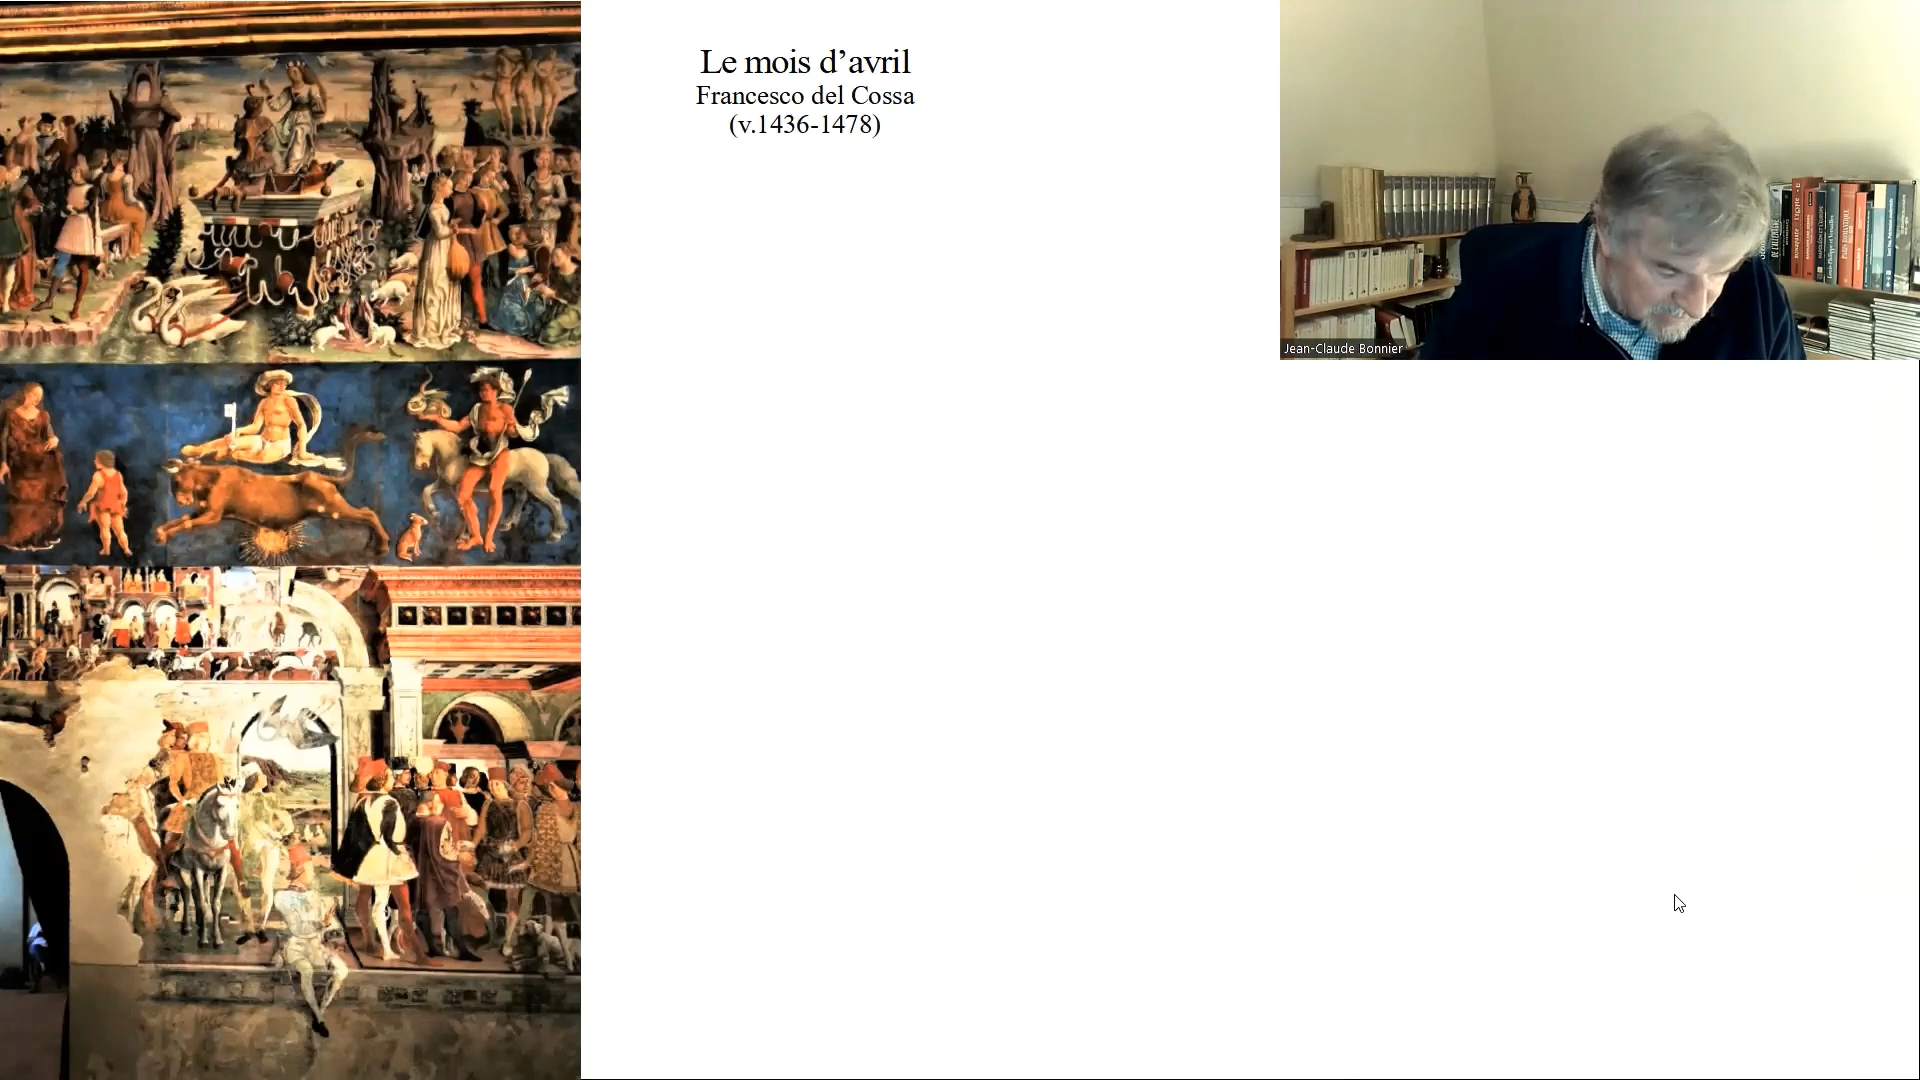 Le mois d’avril
Francesco del Cossa
(v.1436-1478)
Jean-Claude Bonnier